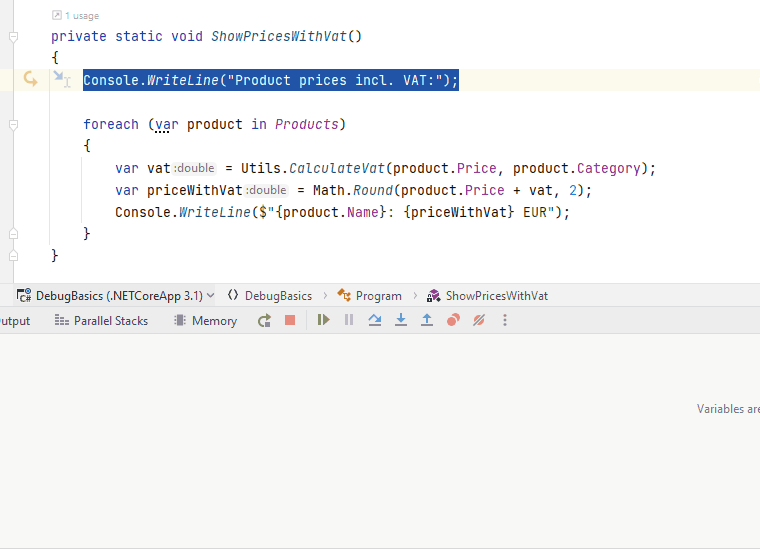 1 usage
private static void ShowPricesWithVat()
{
Console.WriteLine("Product prices incl. VAT:");
foreach (var product in Products)
{
var vat :double = Utils.CalculateVat(product.Price, product.Category);
var priceWithVat :double = Math.Round(product.Price + vat, 2);
Console.WriteLine($"{product.Name}: {priceWithVat} EUR");
}
}
C# DebugBasics (.NETCoreApp 3.1) DebugBasics Program ShowPricesWithVat
utput Parallel Stacks Memory
Variables are